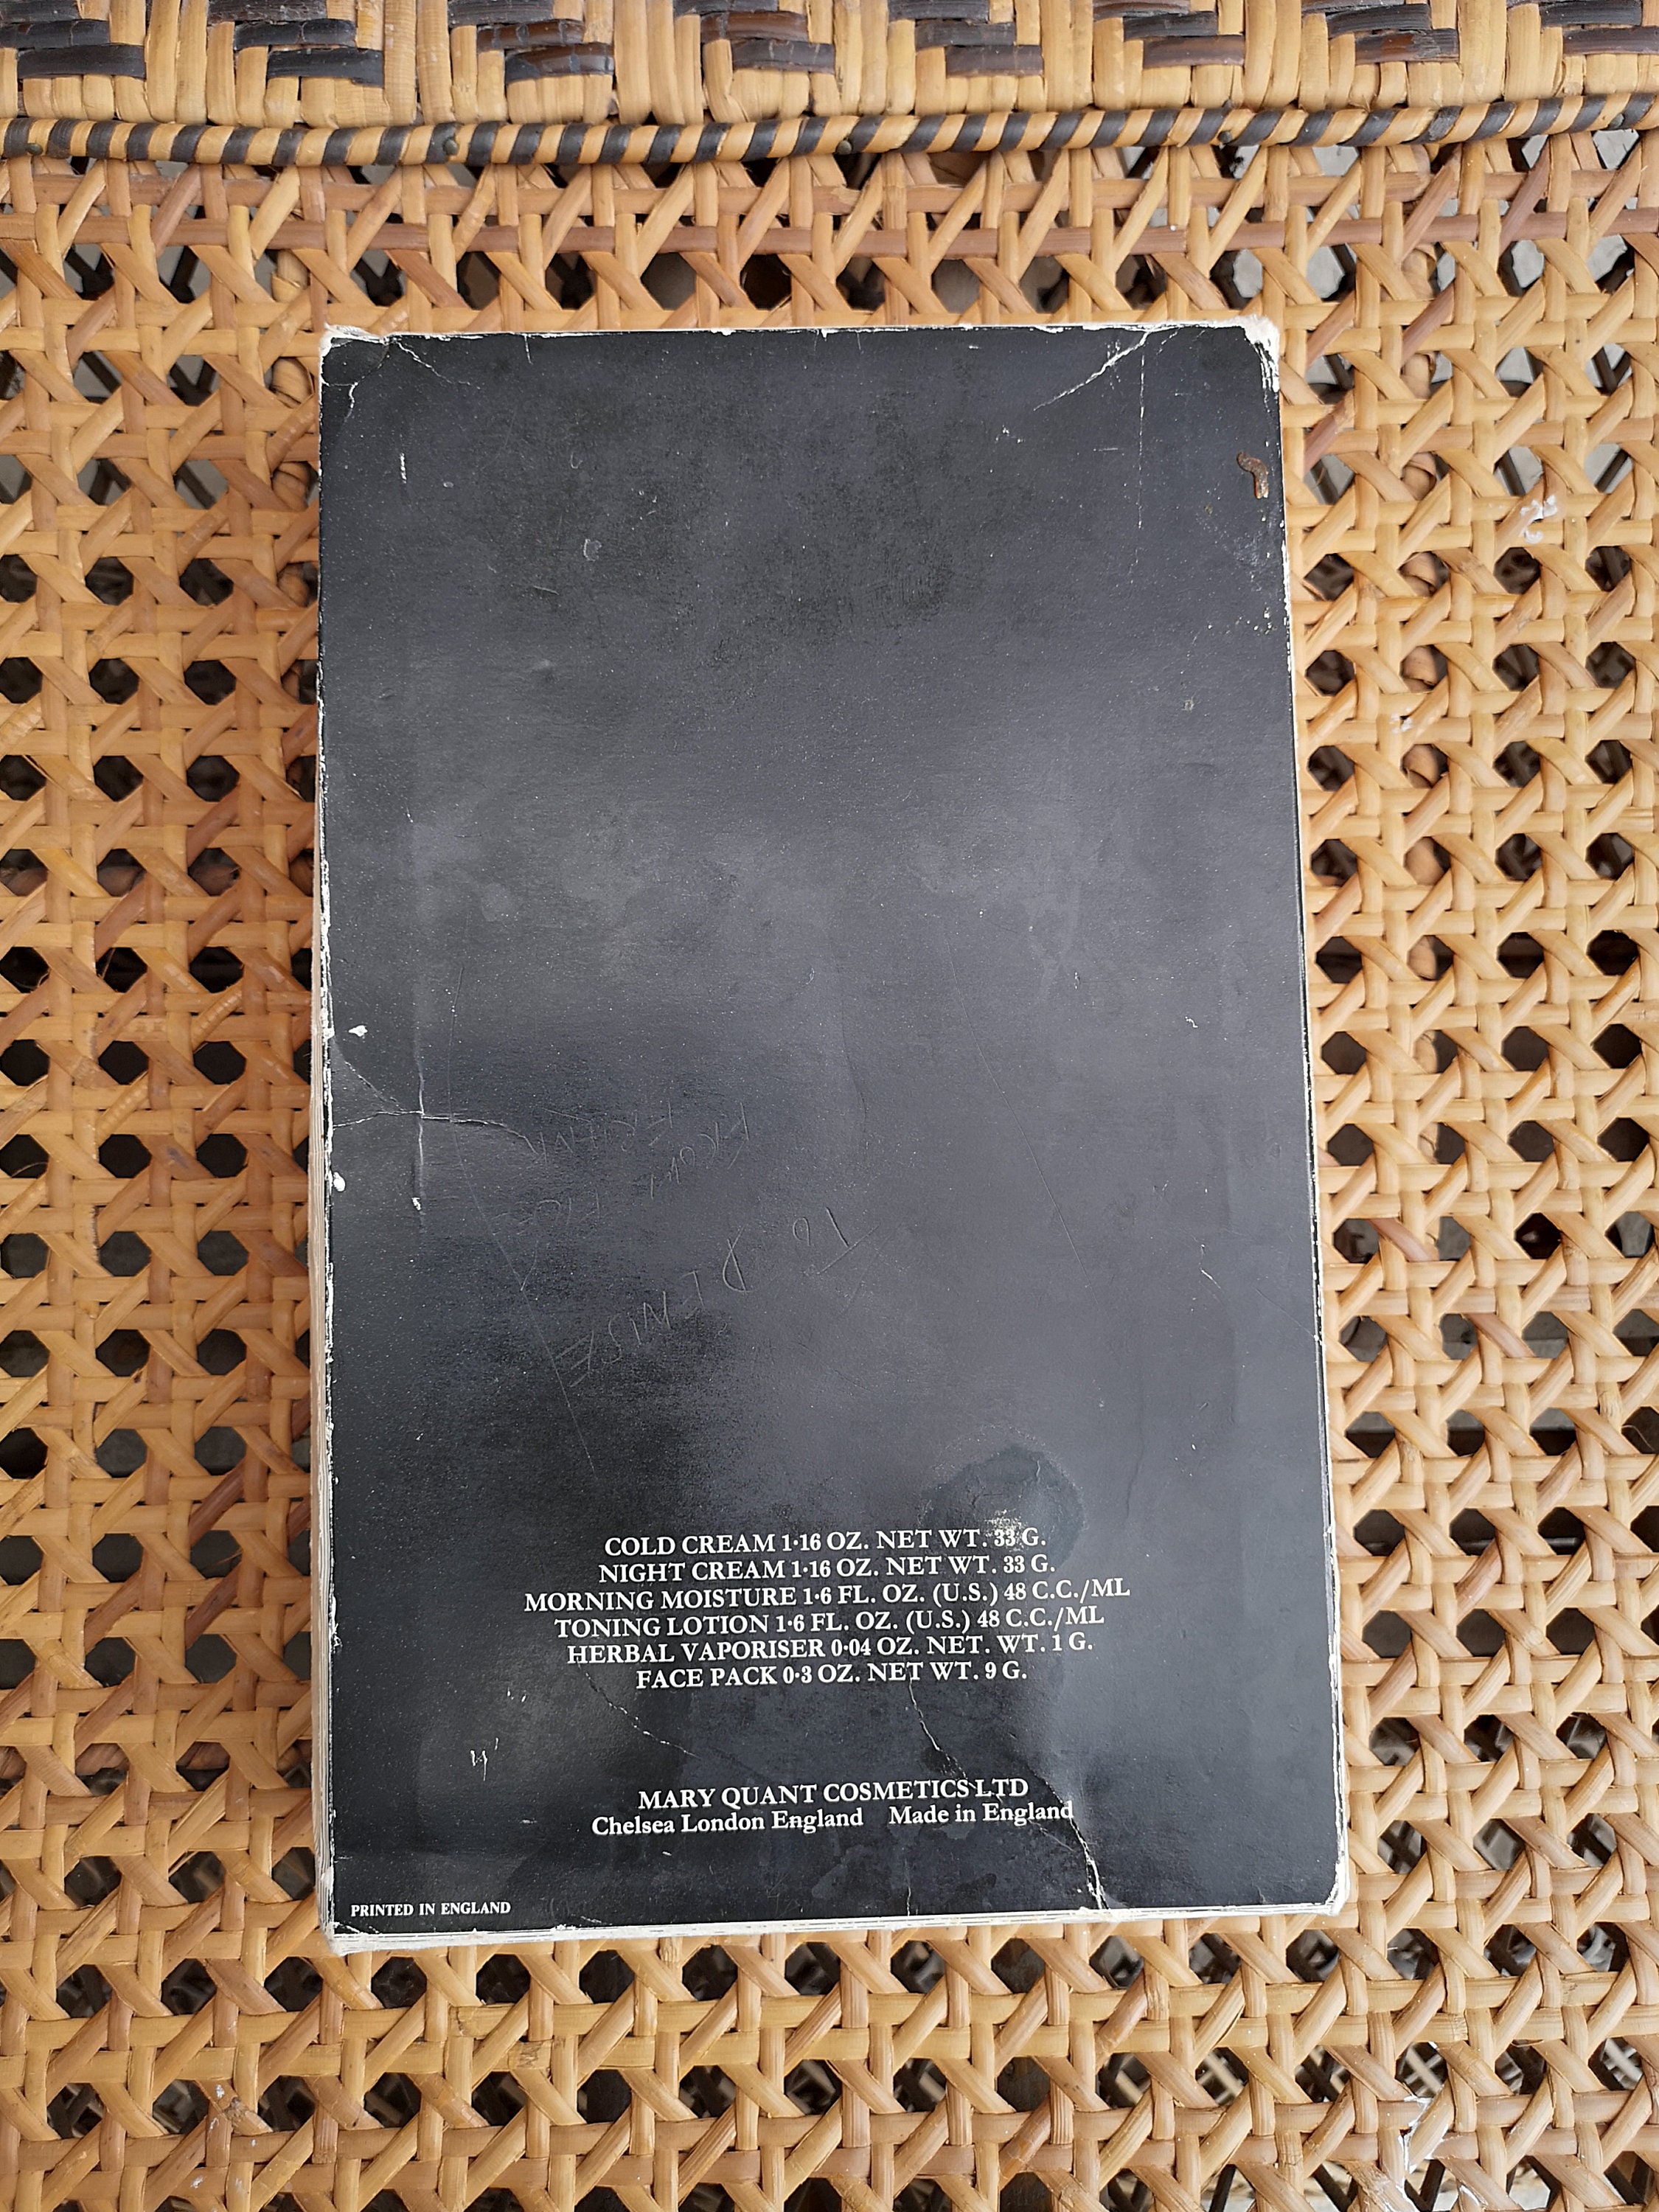 COLD CREAM 1·16 OZ. NET WT. 33 G.
NIGHT CREAM 1·16 OZ. NET WT. 33 G.
MORNING MOISTURE 1·6 FL. OZ. (U.S.) 48 C.C./ML
TONING LOTION 1·6 FL. OZ. (U.S.) 48 C.C./ML
HERBAL VAPORISER 0·04 OZ. NET. WT. 1 G.
FACE PACK 0·3 OZ. NET WT. 9 G.
MARY QUANT COSMETICS LTD
Chelsea London England Made in England
PRINTED IN ENGLAND